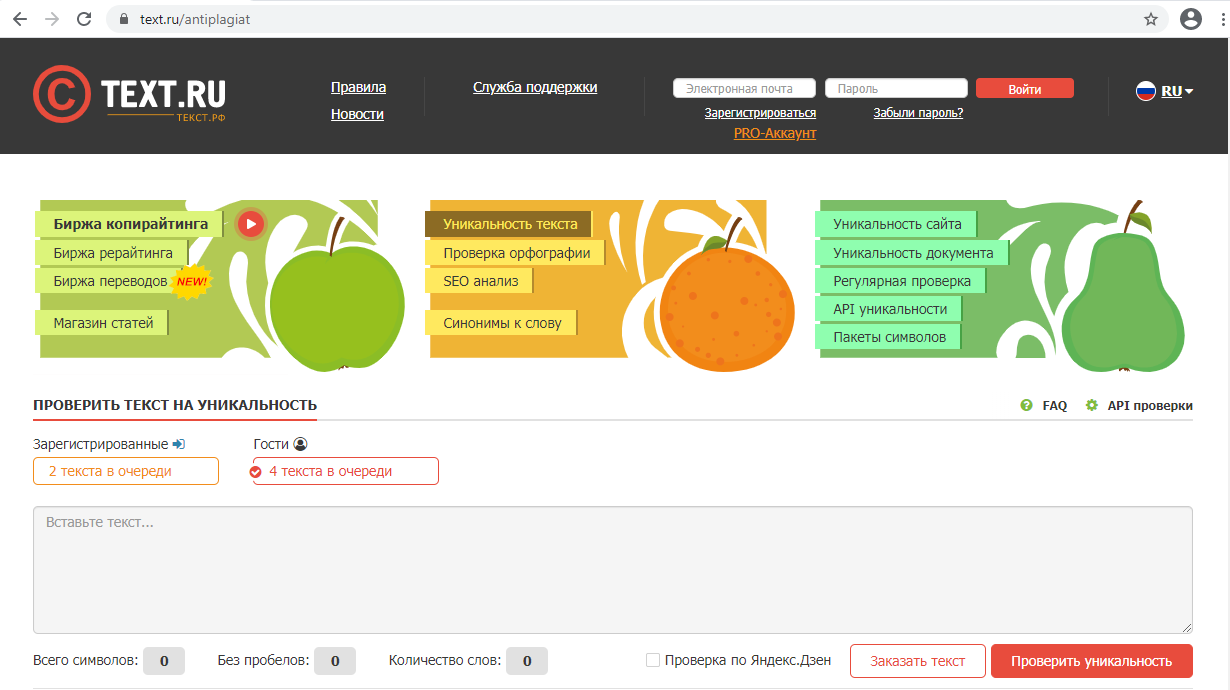 text.ru/antiplagiat
C TEXT.RU
ТЕКСТ.РФ
Правила
Новости
Служба поддержки
Электронная почта
Пароль
Войти
Зарегистрироваться
Забыли пароль?
PRO-Аккаунт
RU
Биржа копирайтинга
Биржа рерайтинга
Биржа переводов NEW!
Магазин статей
Уникальность текста
Проверка орфографии
SEO анализ
Синонимы к слову
Уникальность сайта
Уникальность документа
Регулярная проверка
API уникальности
Пакеты символов
ПРОВЕРИТЬ ТЕКСТ НА УНИКАЛЬНОСТЬ
? FAQ
API проверки
Зарегистрированные
Гости
2 текста в очереди
4 текста в очереди
Вставьте текст...
Всего символов: 0
Без пробелов: 0
Количество слов: 0
Проверка по Яндекс.Дзен
Заказать текст
Проверить уникальность